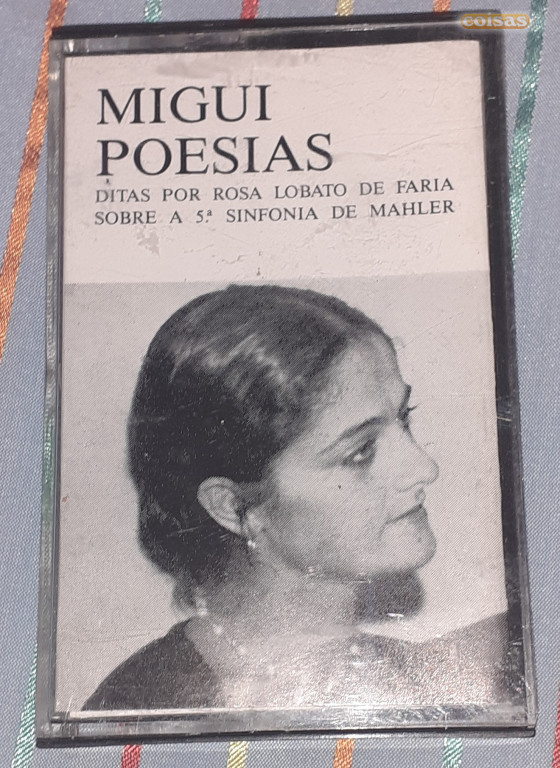 coisas
MIGUI
POESIAS
DITAS POR ROSA LOBATO DE FARIA
SOBRE A 5.ª SINFONIA DE MAHLER